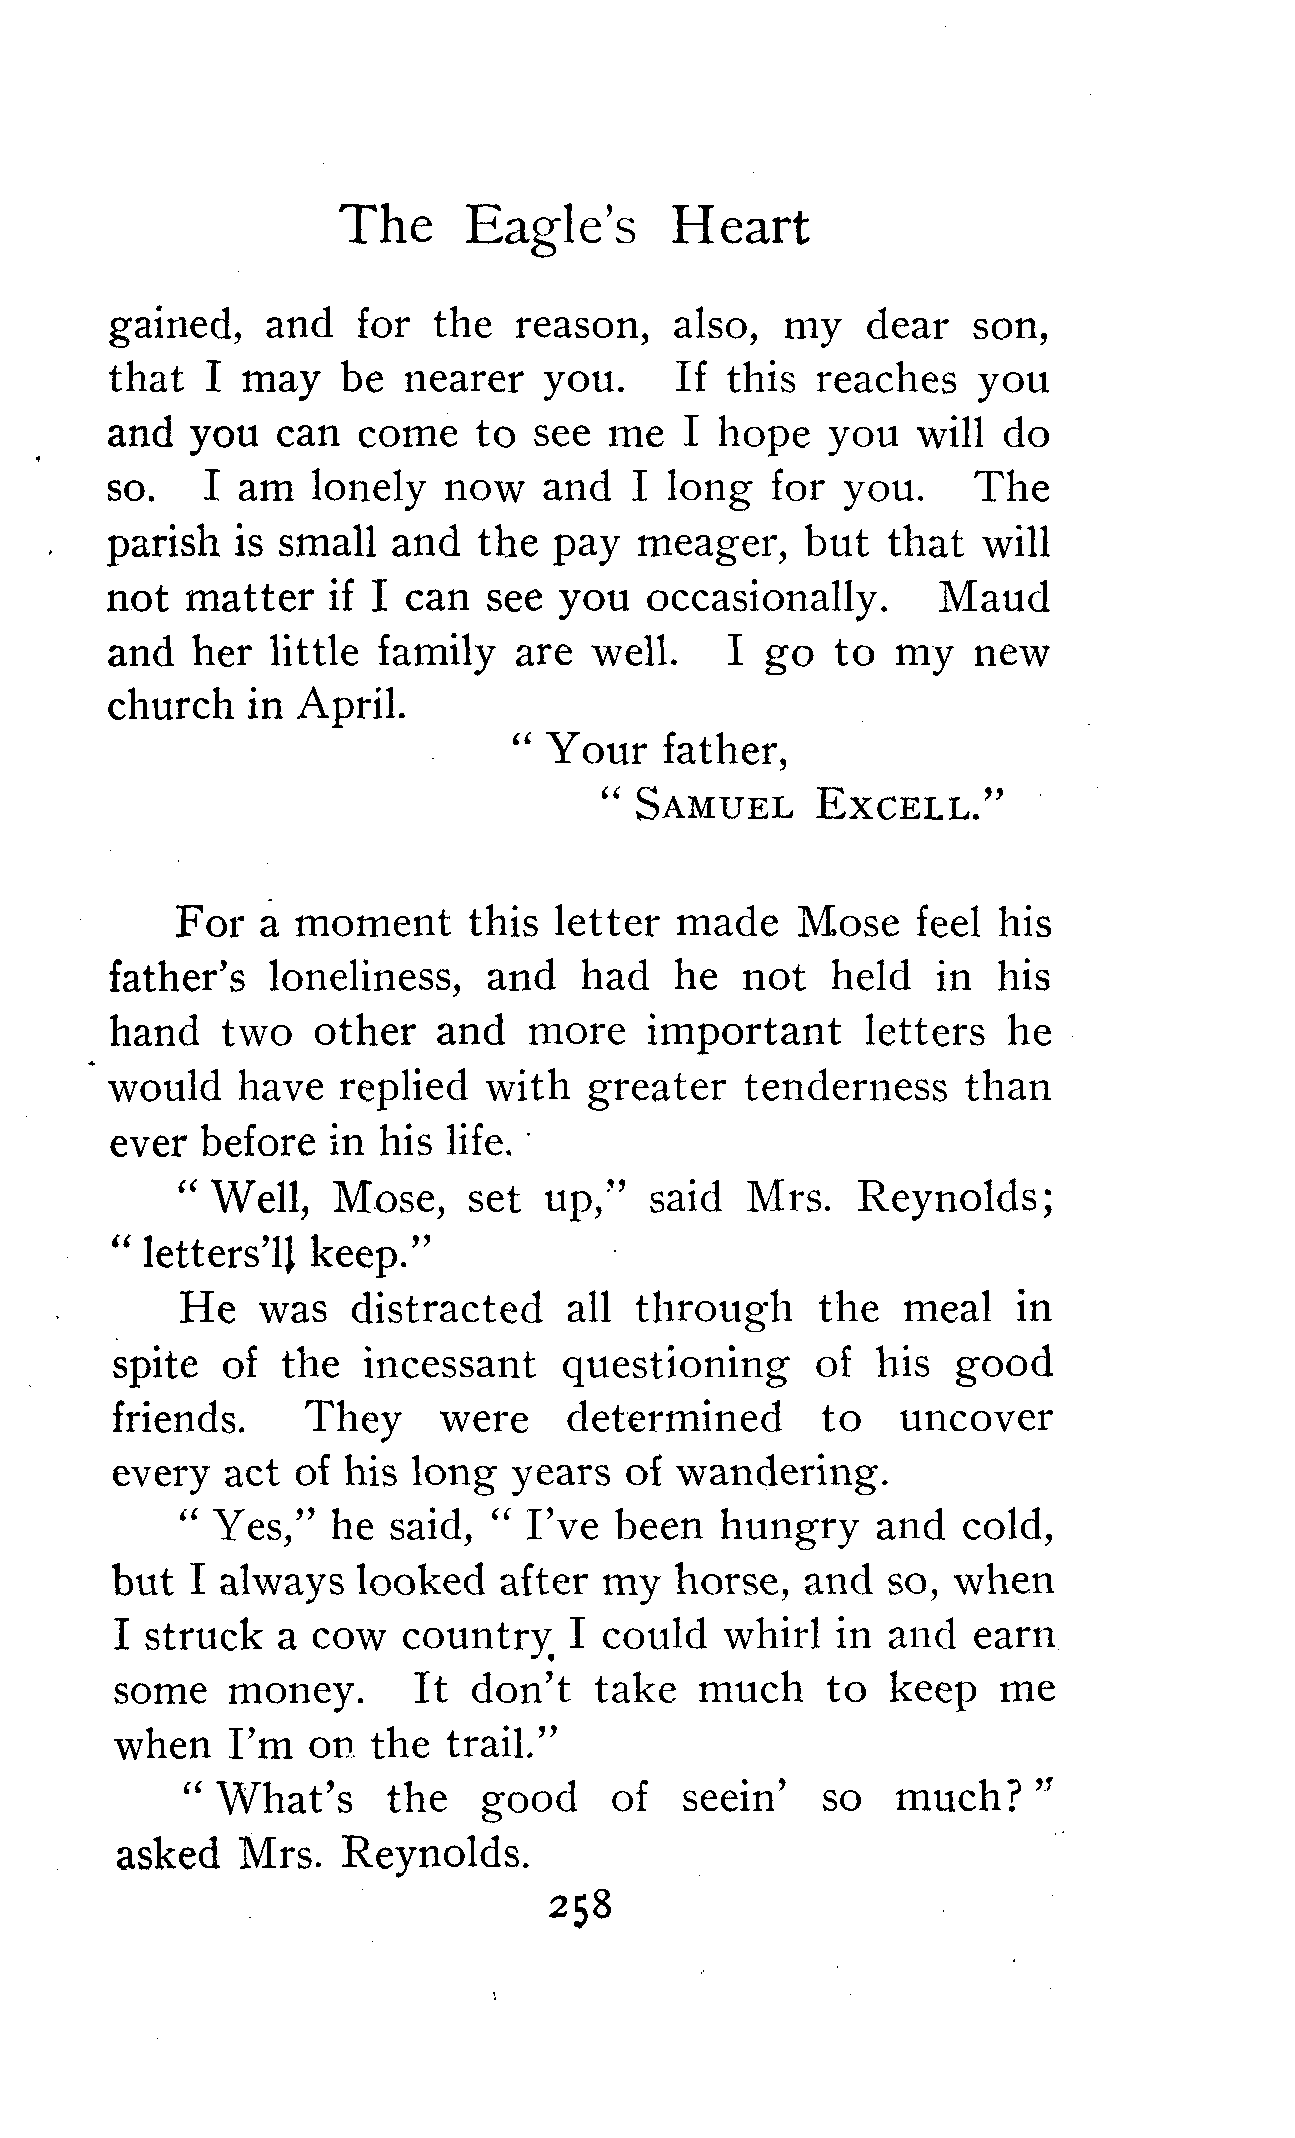 The Eagle's Heart
gained, and for the reason, also, my dear son,
that I may be nearer you. If this reaches you
and you can come to see me I hope you will do
so. I am lonely now and I long for you. The
parish is small and the pay meager, but that will
not matter if I can see you occasionally. Maud
and her little family are well. I go to my new
church in April.
" Your father,
" SAMUEL EXCELL."
For a moment this letter made Mose feel his
father's loneliness, and had he not held in his
hand two other and more important letters he
would have replied with greater tenderness than
ever before in his life.
" Well, Mose, set up," said Mrs. Reynolds;
" letters'll keep."
He was distracted all through the meal in
spite of the incessant questioning of his good
friends. They were determined to uncover
every act of his long years of wandering.
" Yes," he said, " I've been hungry and cold,
but I always looked after my horse, and so, when
I struck a cow country, I could whirl in and earn
some money. It don't take much to keep me
when I'm on the trail."
" What's the good of seein' so much? "
asked Mrs. Reynolds.
258